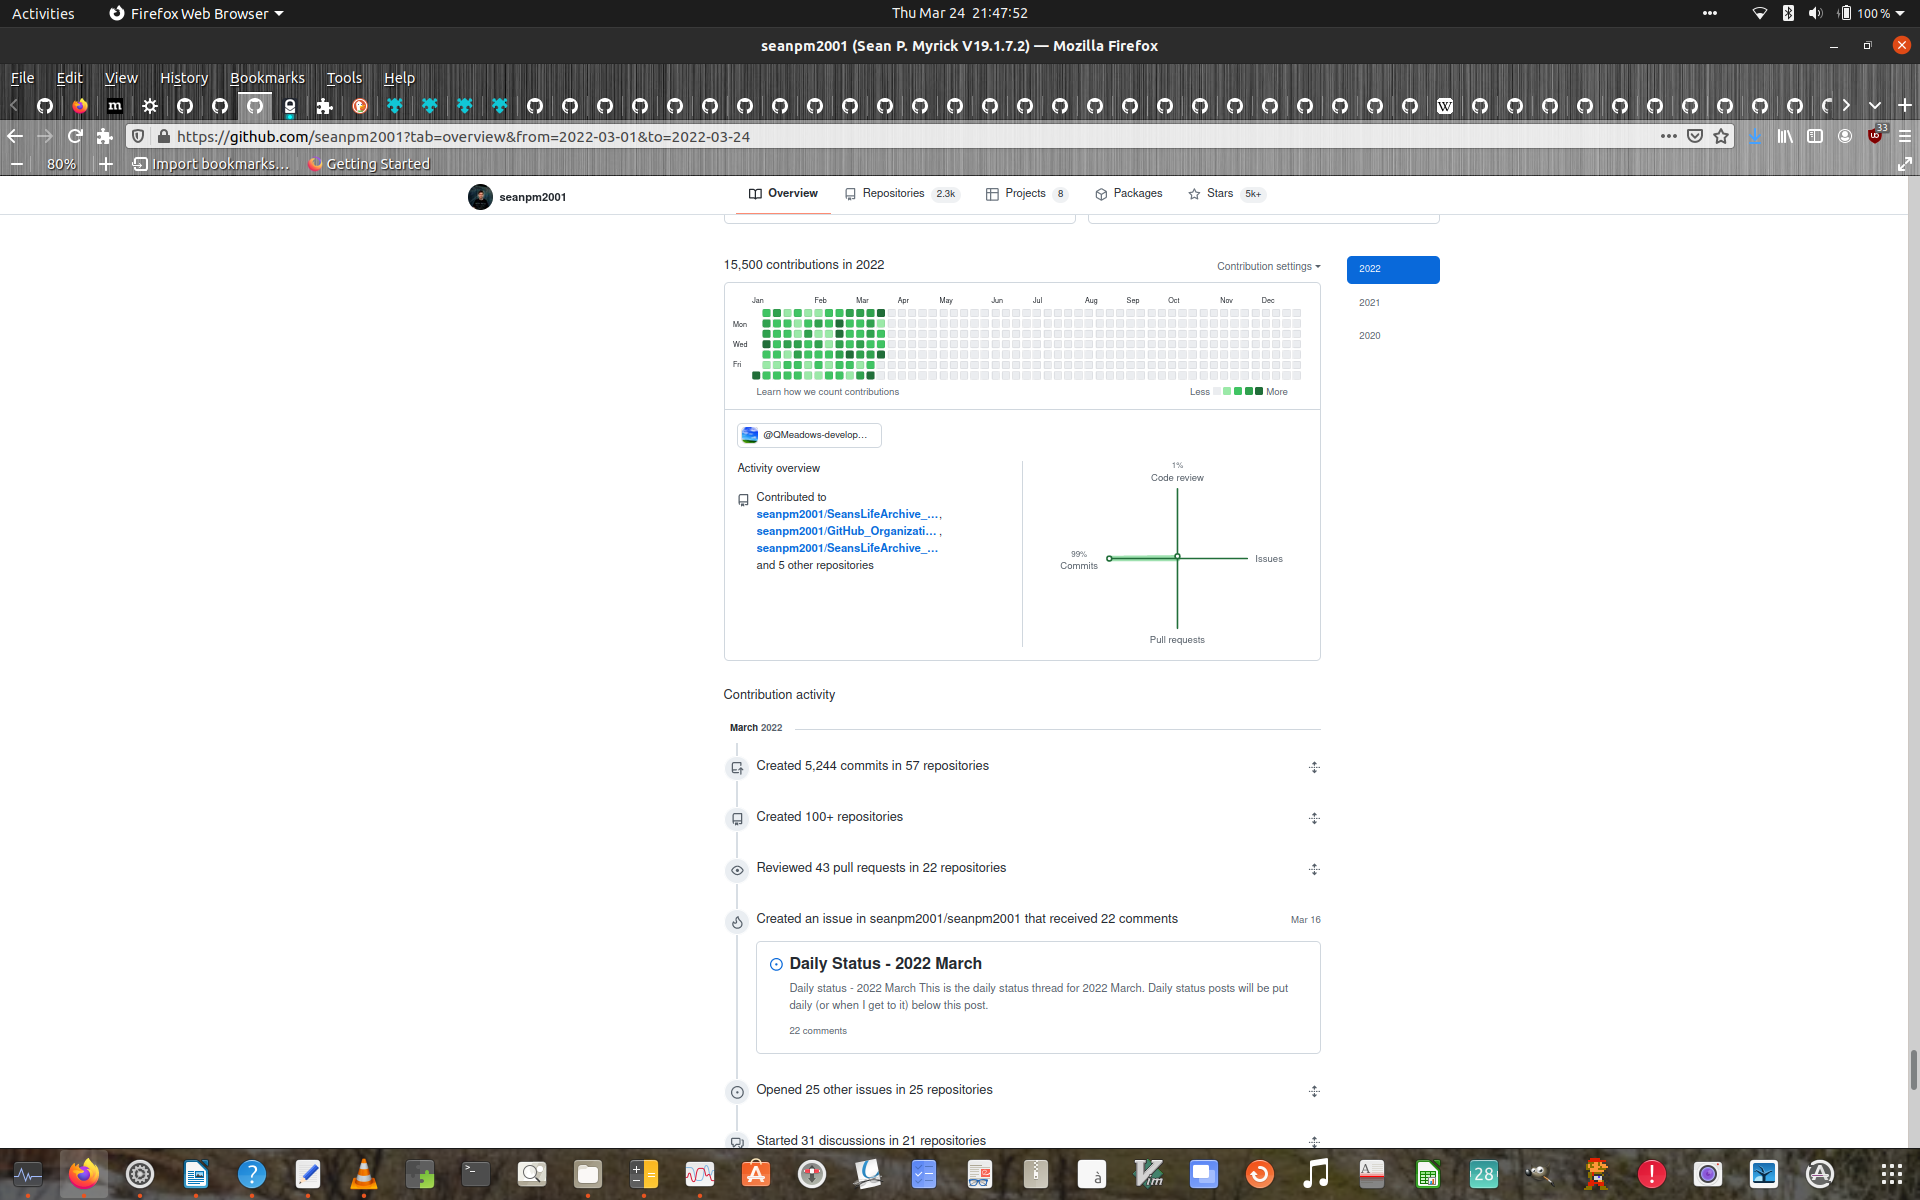 Activities Firefox Web Browser Thu Mar 24 21:47:52 100 %
seanpm2001 (Sean P. Myrick V19.1.7.2) — Mozilla Firefox
File Edit View History Bookmarks Tools Help
https://github.com/seanpm2001?tab=overview&from=2022-03-01&to=2022-03-24 33
80% Import bookmarks... Getting Started
seanpm2001 Overview Repositories 2.3k Projects 8 Packages Stars 5k+
15,500 contributions in 2022 Contribution settings 2022
2021
2020
Jan Feb Mar Apr May Jun Jul Aug Sep Oct Nov Dec
Mon
Wed
Fri
Learn how we count contributions Less More
@QMeadows-develop...
Activity overview
Contributed to
seanpm2001/SeansLifeArchive_...,
seanpm2001/GitHub_Organizati... ,
seanpm2001/SeansLifeArchive_...
and 5 other repositories
1%
Code review
99%
Commits
Issues
Pull requests
Contribution activity
March 2022
Created 5,244 commits in 57 repositories
Created 100+ repositories
Reviewed 43 pull requests in 22 repositories
Created an issue in seanpm2001/seanpm2001 that received 22 comments Mar 16
Daily Status - 2022 March
Daily status - 2022 March This is the daily status thread for 2022 March. Daily status posts will be put
daily (or when I get to it) below this post.
22 comments
Opened 25 other issues in 25 repositories
Started 31 discussions in 21 repositories
à Vim 28